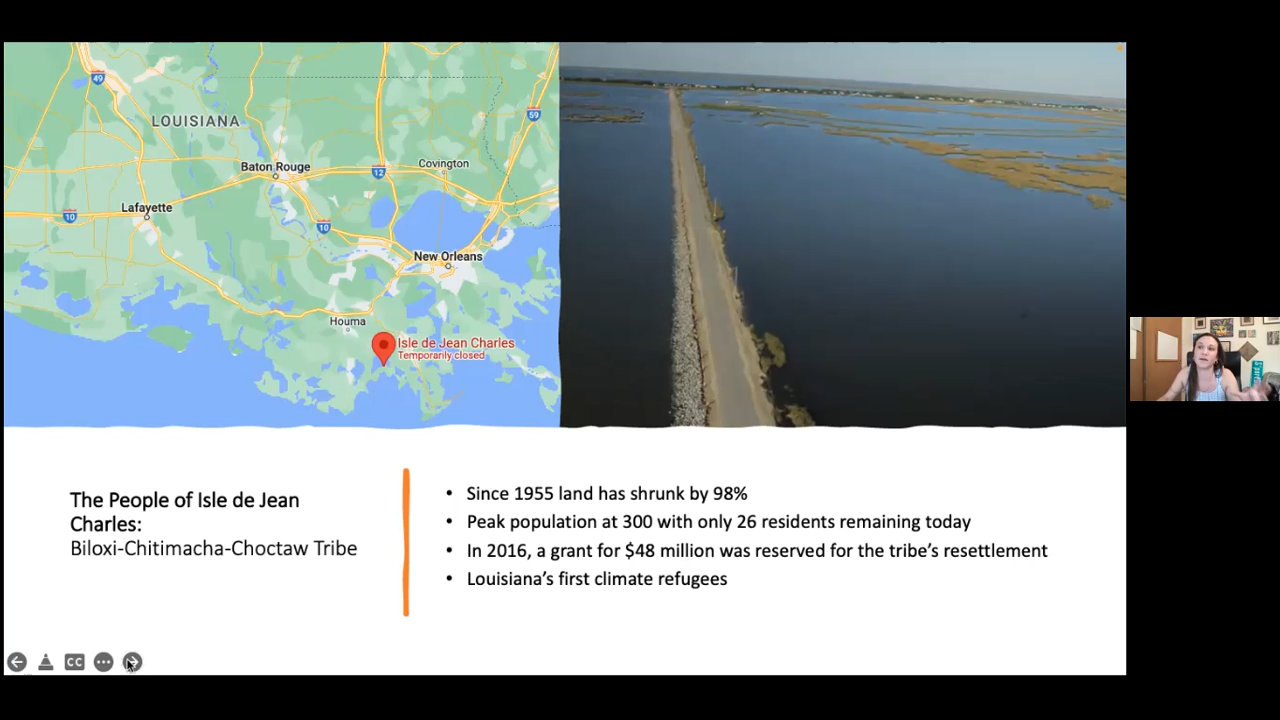 49
59
LOUISIANA
Covington
Baton Rouge
12
Lafayette
10
10
New Orleans
Houma
Isle de Jean Charles
Temporarily closed
The People of Isle de Jean
Charles:
Biloxi-Chitimacha-Choctaw Tribe
• Since 1955 land has shrunk by 98%
• Peak population at 300 with only 26 residents remaining today
• In 2016, a grant for $48 million was reserved for the tribe's resettlement
• Louisiana's first climate refugees
CC